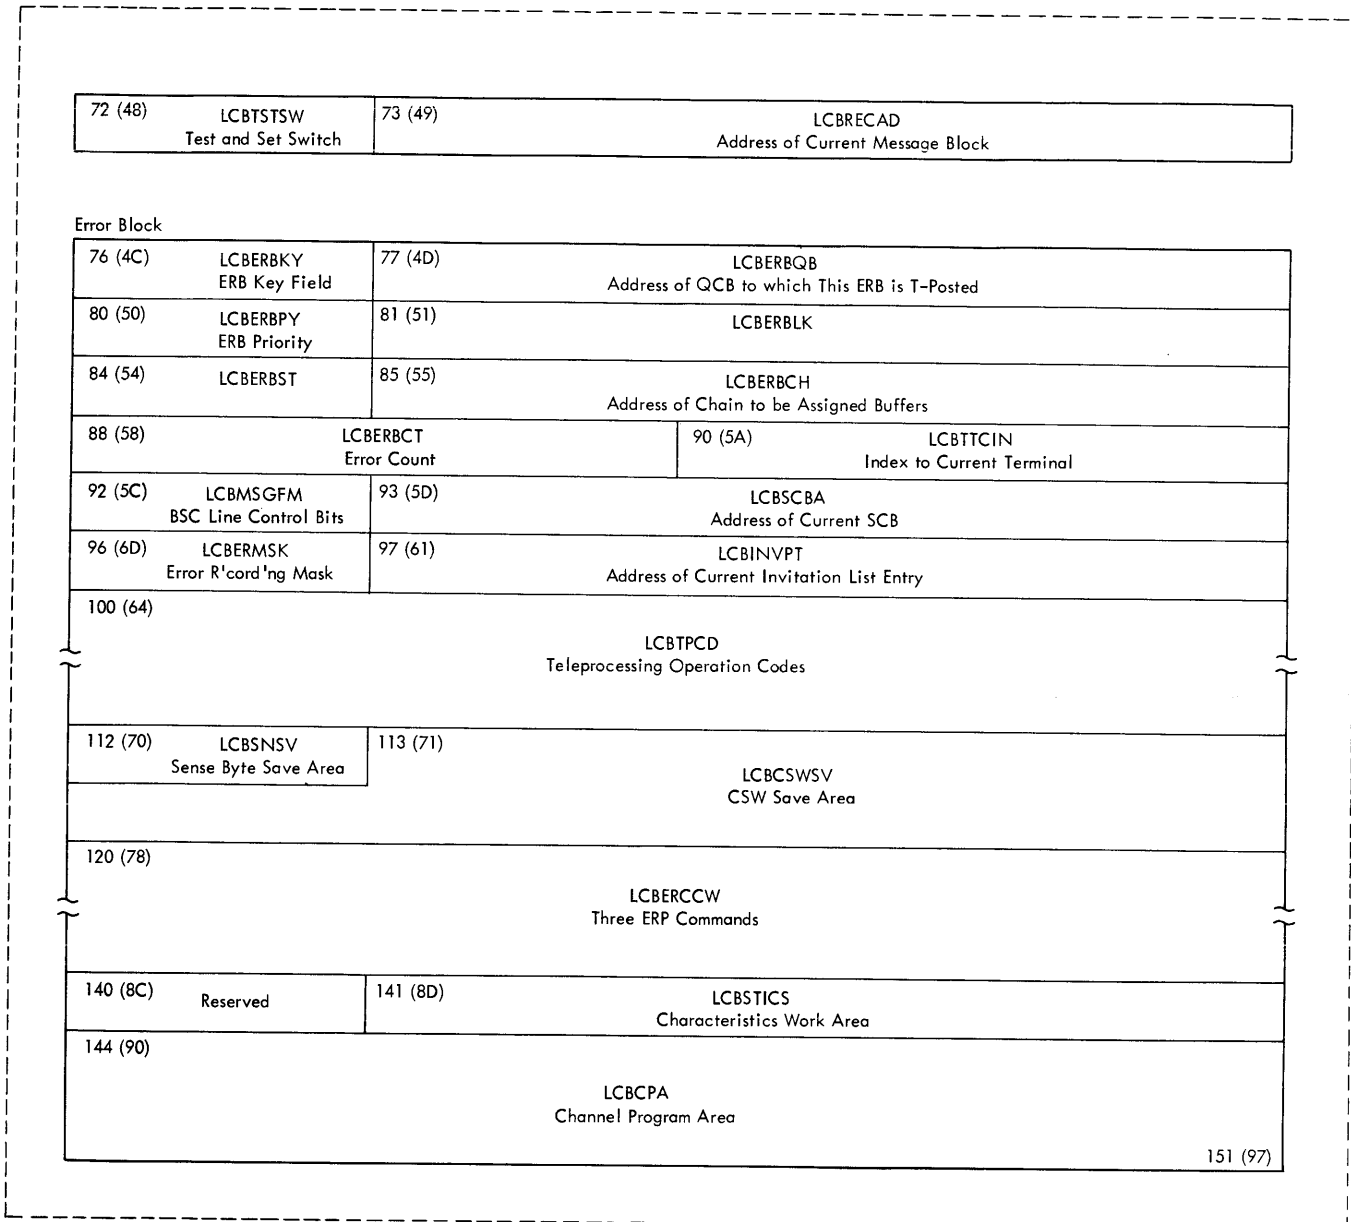 72 (48) LCBTSTSW
Test and Set Switch
73 (49) LCBRECAD
Address of Current Message Block
Error Block
76 (4C) LCBERBKY
ERB Key Field
77 (4D) LCBERBQB
Address of QCB to which This ERB is T-Posted
80 (50) LCBERBPY
ERB Priority
81 (51) LCBERBLK
84 (54) LCBERBST
85 (55) LCBERBCH
Address of Chain to be Assigned Buffers
88 (58) LCBERBCT
Error Count
90 (5A) LCBTTCIN
Index to Current Terminal
92 (5C) LCBMSGFM
BSC Line Control Bits
93 (5D) LCBSCBA
Address of Current SCB
96 (6D) LCBERMSK
Error R'cord'ng Mask
97 (61) LCBINVPT
Address of Current Invitation List Entry
100 (64)
LCBTPCD
Teleprocessing Operation Codes
112 (70) LCBSNSV
Sense Byte Save Area
113 (71)
LCBCSWSV
CSW Save Area
120 (78)
LCBERCCW
Three ERP Commands
140 (8C) Reserved
141 (8D) LCBSTICS
Characteristics Work Area
144 (90)
LCBCPA
Channel Program Area
151 (97)